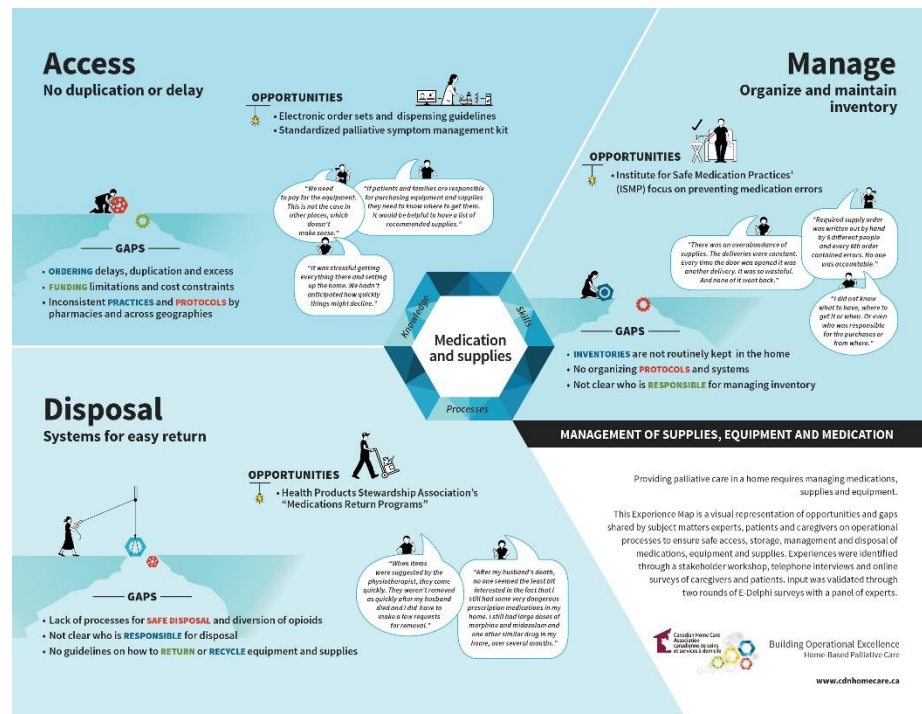 Access
No duplication or delay
OPPORTUNITIES
• Electronic order sets and dispensing guidelines
• Standardized palliative symptom management kit
"We need
to pay for the equipment.
This is not the case in
other places, which
doesn't
make sense."
"If patients and families are responsible
for purchasing equipment and supplies
they need to know where to get them.
It would be helpful to have a list of
recommended supplies."
"It was stressful getting
everything there and setting
up the home. We hadn't
anticipated how quickly
things might decline."
GAPS
• ORDERING delays, duplication and excess
• FUNDING limitations and cost constraints
• Inconsistent PRACTICES and PROTOCOLS by
pharmacies and across geographies
Manage
Organize and maintain
inventory
OPPORTUNITIES
• Institute for Safe Medication Practices'
(ISMP) focus on preventing medication errors
"There was an overabundance of
supplies. The deliveries were constant.
Every time the door was opened it was
another delivery. It was so wasteful.
And none of it went back."
"Required supply order
was written out by hand
by 6 different people
and every 6th order
contained errors. No one
was accountable."
"I did not know
what to have, where to
get it or when. Or even
who was responsible
for the purchases or
from where."
GAPS
• INVENTORIES are not routinely kept in the home
• No organizing PROTOCOLS and systems
• Not clear who is RESPONSIBLE for managing inventory
Knowledge
Skills
Processes
Medication
and supplies
Disposal
Systems for easy return
OPPORTUNITIES
• Health Products Stewardship Association's
"Medications Return Programs"
"When items
were suggested by the
physiotherapist, they came
quickly. They weren't removed
as quickly after my husband
died and I did have to
make a few requests
for removal."
"After my husband's death,
no one seemed the least bit
interested in the fact that I
still had some very dangerous
prescription medications in my
home. I still had large doses of
morphine and midazolam and
one other similar drug in my
home, over several months."
GAPS
• Lack of processes for SAFE DISPOSAL and diversion of opioids
• Not clear who is RESPONSIBLE for disposal
• No guidelines on how to RETURN or RECYCLE equipment and supplies
MANAGEMENT OF SUPPLIES, EQUIPMENT AND MEDICATION
Providing palliative care in a home requires managing medications,
supplies and equipment.
This Experience Map is a visual representation of opportunities and gaps
shared by subject matters experts, patients and caregivers on operational
processes to ensure safe access, storage, management and disposal of
medications, equipment and supplies. Experiences were identified
through a stakeholder workshop, telephone interviews and online
surveys of caregivers and patients. Input was validated through
two rounds of E-Delphi surveys with a panel of experts.
Canadian Home Care
Association
canadienne de soins
et services à domicile
Building Operational Excellence
Home-Based Palliative Care
www.cdnhomecare.ca